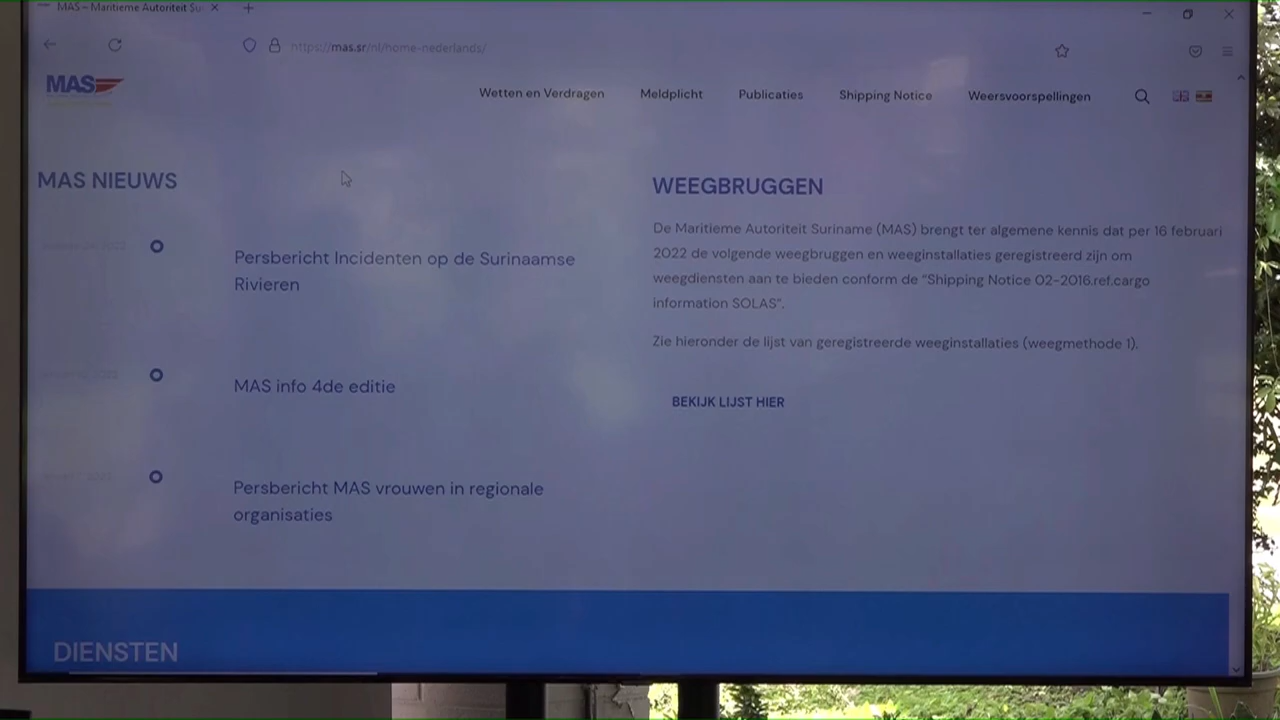 MAS – Maritieme Autoriteit Su
https://mas.sr/nl/home-nederlands/
MAS
Wetten en Verdragen
Meldplicht
Publicaties
Shipping Notice
Weersvoorspellingen
MAS NIEUWS
Persbericht Incidenten op de Surinaamse
Rivieren
MAS info 4de editie
Persbericht MAS vrouwen in regionale
organisaties
WEEGBRUGGEN
De Maritieme Autoriteit Suriname (MAS) brengt ter algemene kennis dat per 16 februari
2022 de volgende weegbruggen en weeginstallaties geregistreerd zijn om
weegdiensten aan te bieden conform de “Shipping Notice 02-2016.ref.cargo
information SOLAS”.
Zie hieronder de lijst van geregistreerde weeginstallaties (weegmethode 1).
BEKIJK LIJST HIER
DIENSTEN